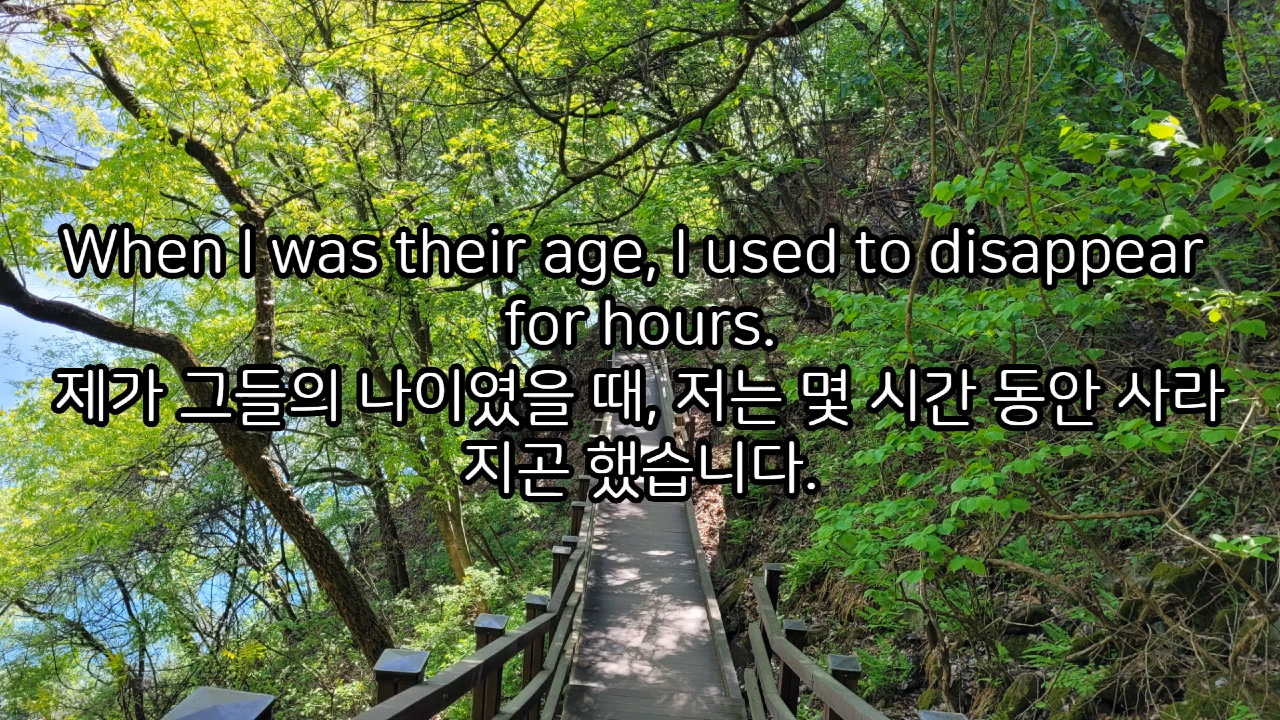 When I was their age, I used to disappear
for hours.
제가 그들의 나이였을 때, 저는 몇 시간 동안 사라
지곤 했습니다.